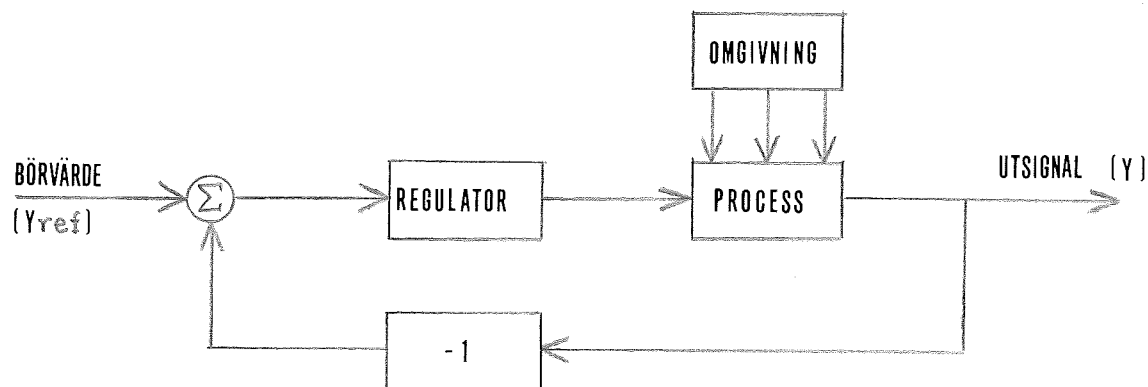 OMGIVNING
BÖRVÄRDE
(Yref)
Σ
REGULATOR
PROCESS
UTSIGNAL (Y)
-1